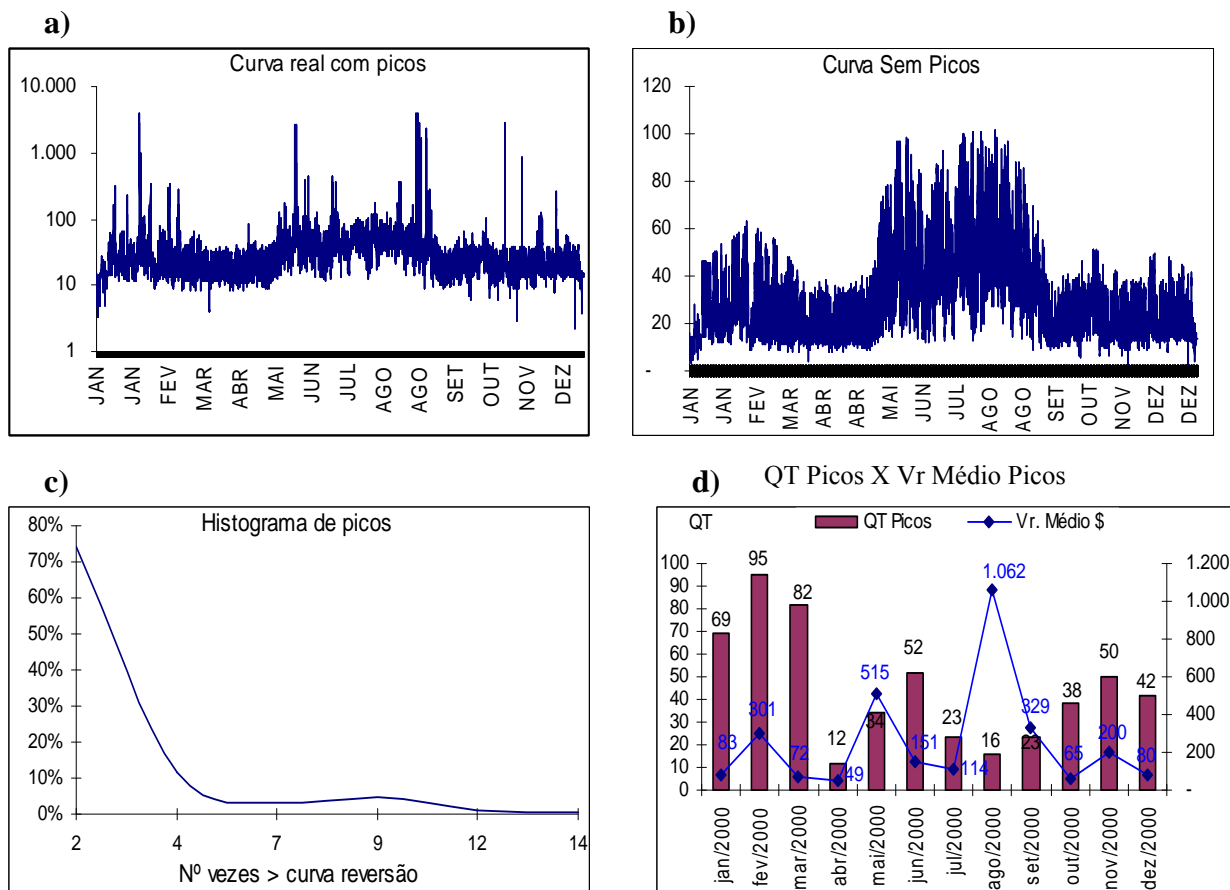 a)
Curva real com picos
10.000
1.000
100
10
1
JAN JAN FEV MAR ABR MAI JUN JUL AGO AGO SET OUT NOV DEZ
b)
Curva Sem Picos
120
100
80
60
40
20
-
JAN JAN FEV MAR ABR ABR MAI JUN JUL AGO AGO SET OUT NOV DEZ DEZ
c)
Histograma de picos
80%
70%
60%
50%
40%
30%
20%
10%
0%
2 4 7 9 12 14
Nº vezes > curva reversão
d)
QT Picos X Vr Médio Picos
QT
QT Picos
Vr. Médio $
100
90
80
70
60
50
40
30
20
10
0
1.200
1.000
800
600
400
200
-
69 95 82 12 34 52 23 16 23 38 50 42
83 301 72 49 515 151 114 1.062 329 65 200 80
jan/2000 fev/2000 mar/2000 abr/2000 mai/2000 jun/2000 jul/2000 ago/2000 set/2000 out/2000 nov/2000 dez/2000